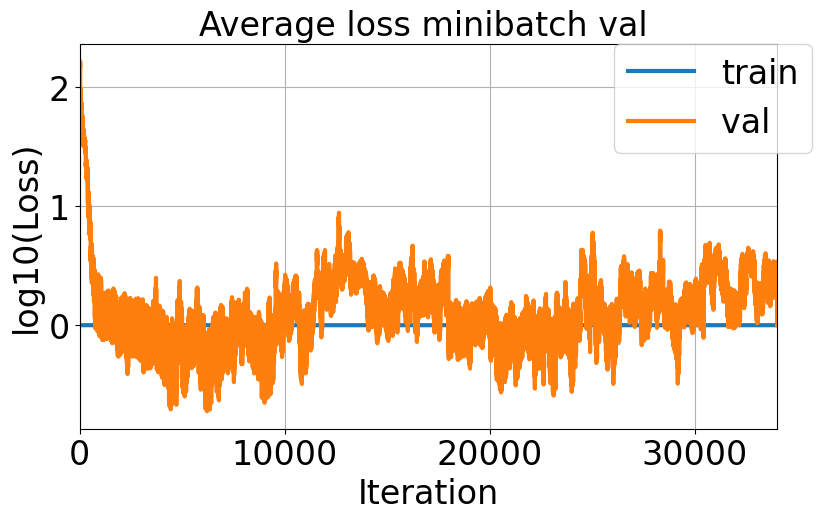 Average loss minibatch val
train
val
2
1
0
log10(Loss)
0 10000 20000 30000
Iteration